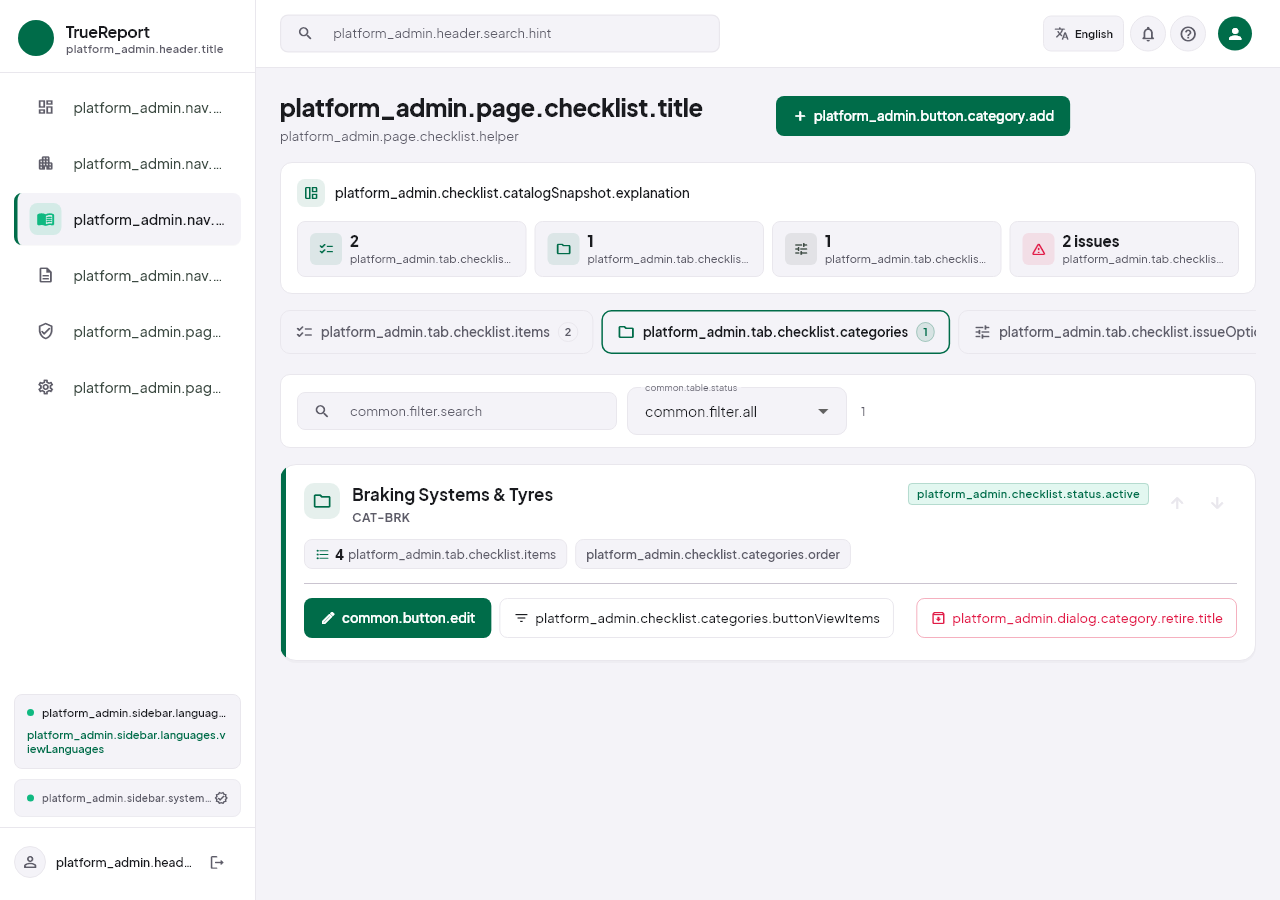 TrueReport
platform_admin.header.title
platform_admin.header.search.hint
English
platform_admin.nav....
platform_admin.nav....
platform_admin.nav....
platform_admin.nav....
platform_admin.pag...
platform_admin.pag...
platform_admin.sidebar.languag...
platform_admin.sidebar.languages.v
iewLanguages
platform_admin.sidebar.system...
platform_admin.head...
platform_admin.page.checklist.title
platform_admin.page.checklist.helper
+ platform_admin.button.category.add
platform_admin.checklist.catalogSnapshot.explanation
2
platform_admin.tab.checklis...
1
platform_admin.tab.checklis...
1
platform_admin.tab.checklis...
2 issues
platform_admin.tab.checklis...
platform_admin.tab.checklist.items 2
platform_admin.tab.checklist.categories 1
platform_admin.tab.checklist.issueOptic
common.filter.search
common.table.status
common.filter.all
1
Braking Systems & Tyres
CAT-BRK
platform_admin.checklist.status.active
4 platform_admin.tab.checklist.items
platform_admin.checklist.categories.order
common.button.edit
platform_admin.checklist.categories.buttonViewItems
platform_admin.dialog.category.retire.title